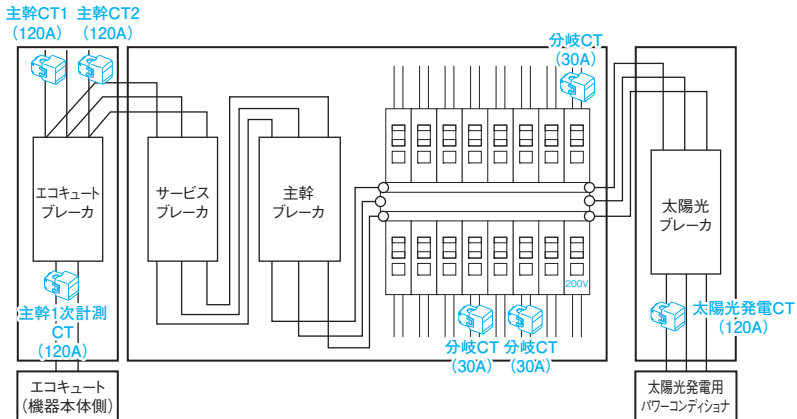 主幹CT1
(120A)
主幹CT2
(120A)
分岐CT
(30A)
エコキュート
ブレーカ
サービス
ブレーカ
主幹
ブレーカ
太陽光
ブレーカ
200V
主幹1次計測
CT
(120A)
分岐CT
(30A)
分岐CT
(30A)
太陽光発電CT
(120A)
エコキュート
(機器本体側)
太陽光発電用
パワーコンディショナ